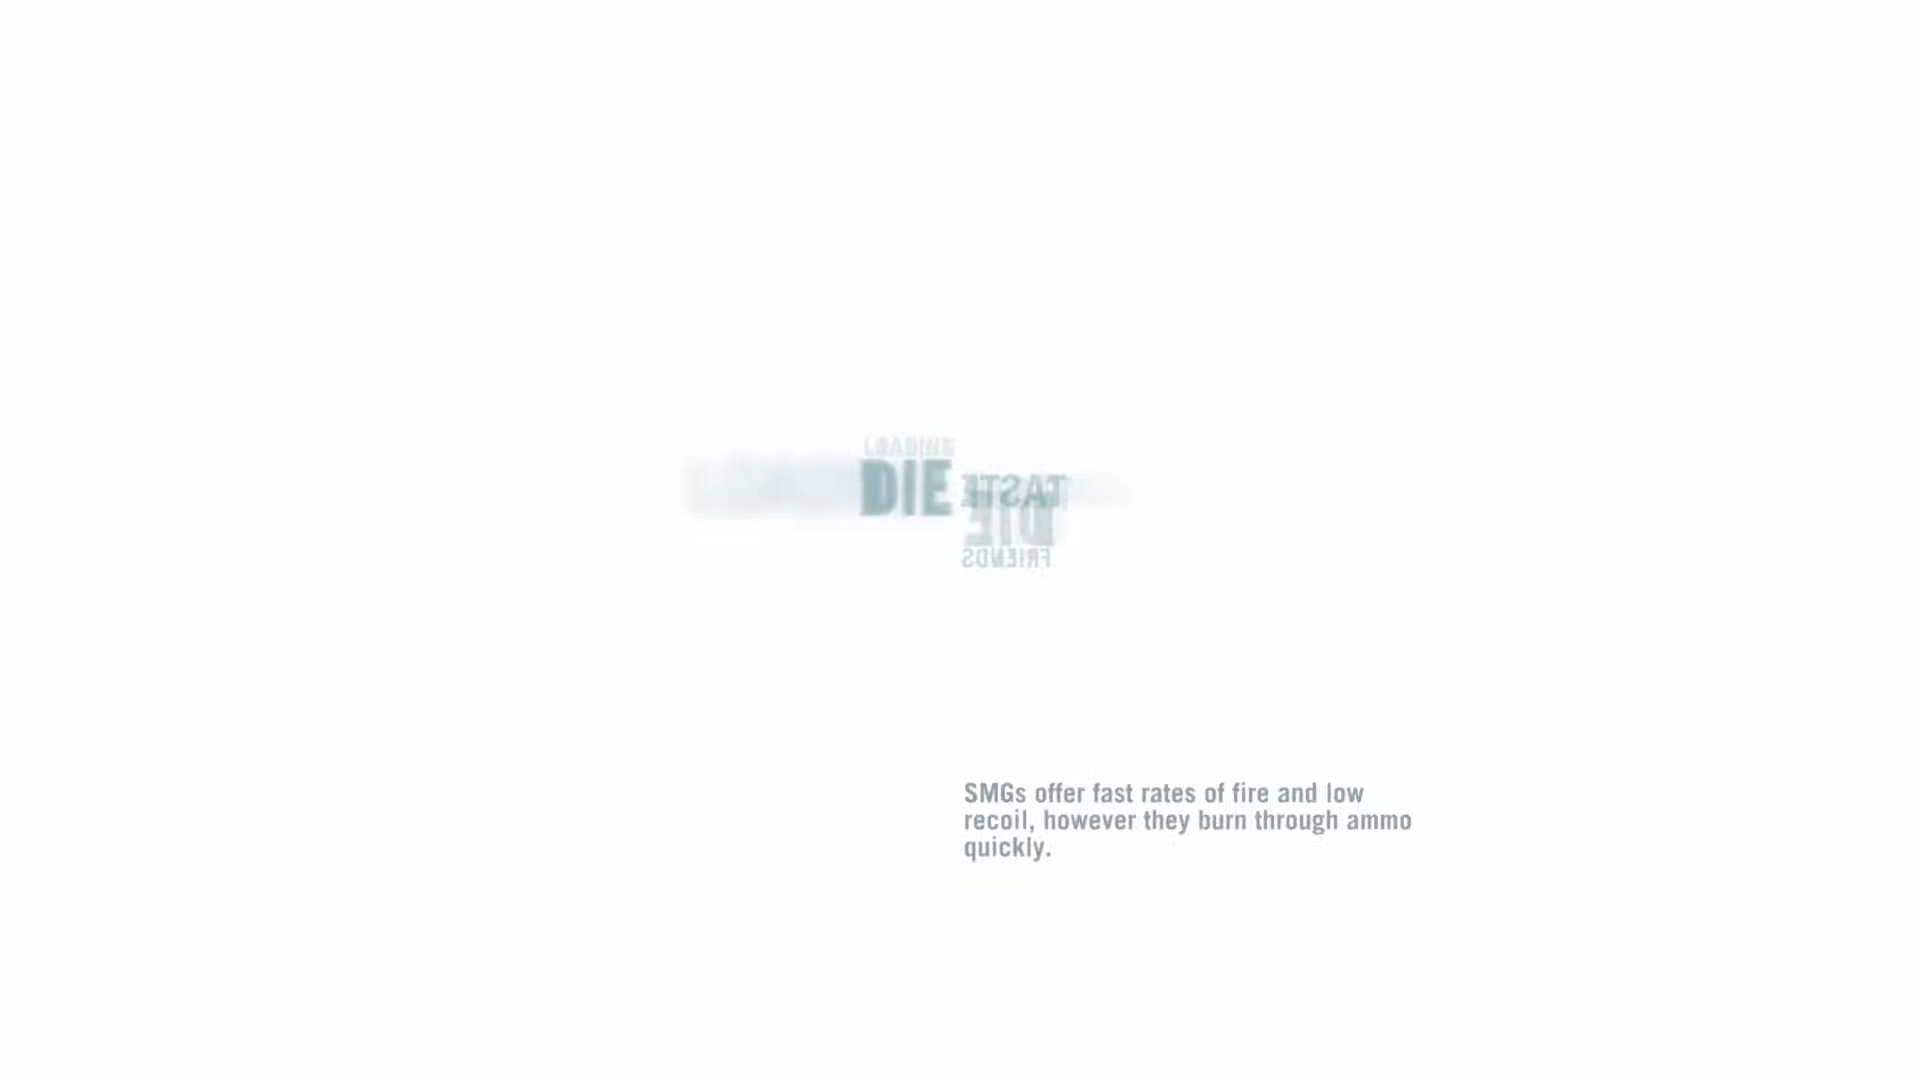 LOADING
DIE
TASTE
DIE
FRIENDS
SMGs offer fast rates of fire and low
recoil, however they burn through ammo
quickly.